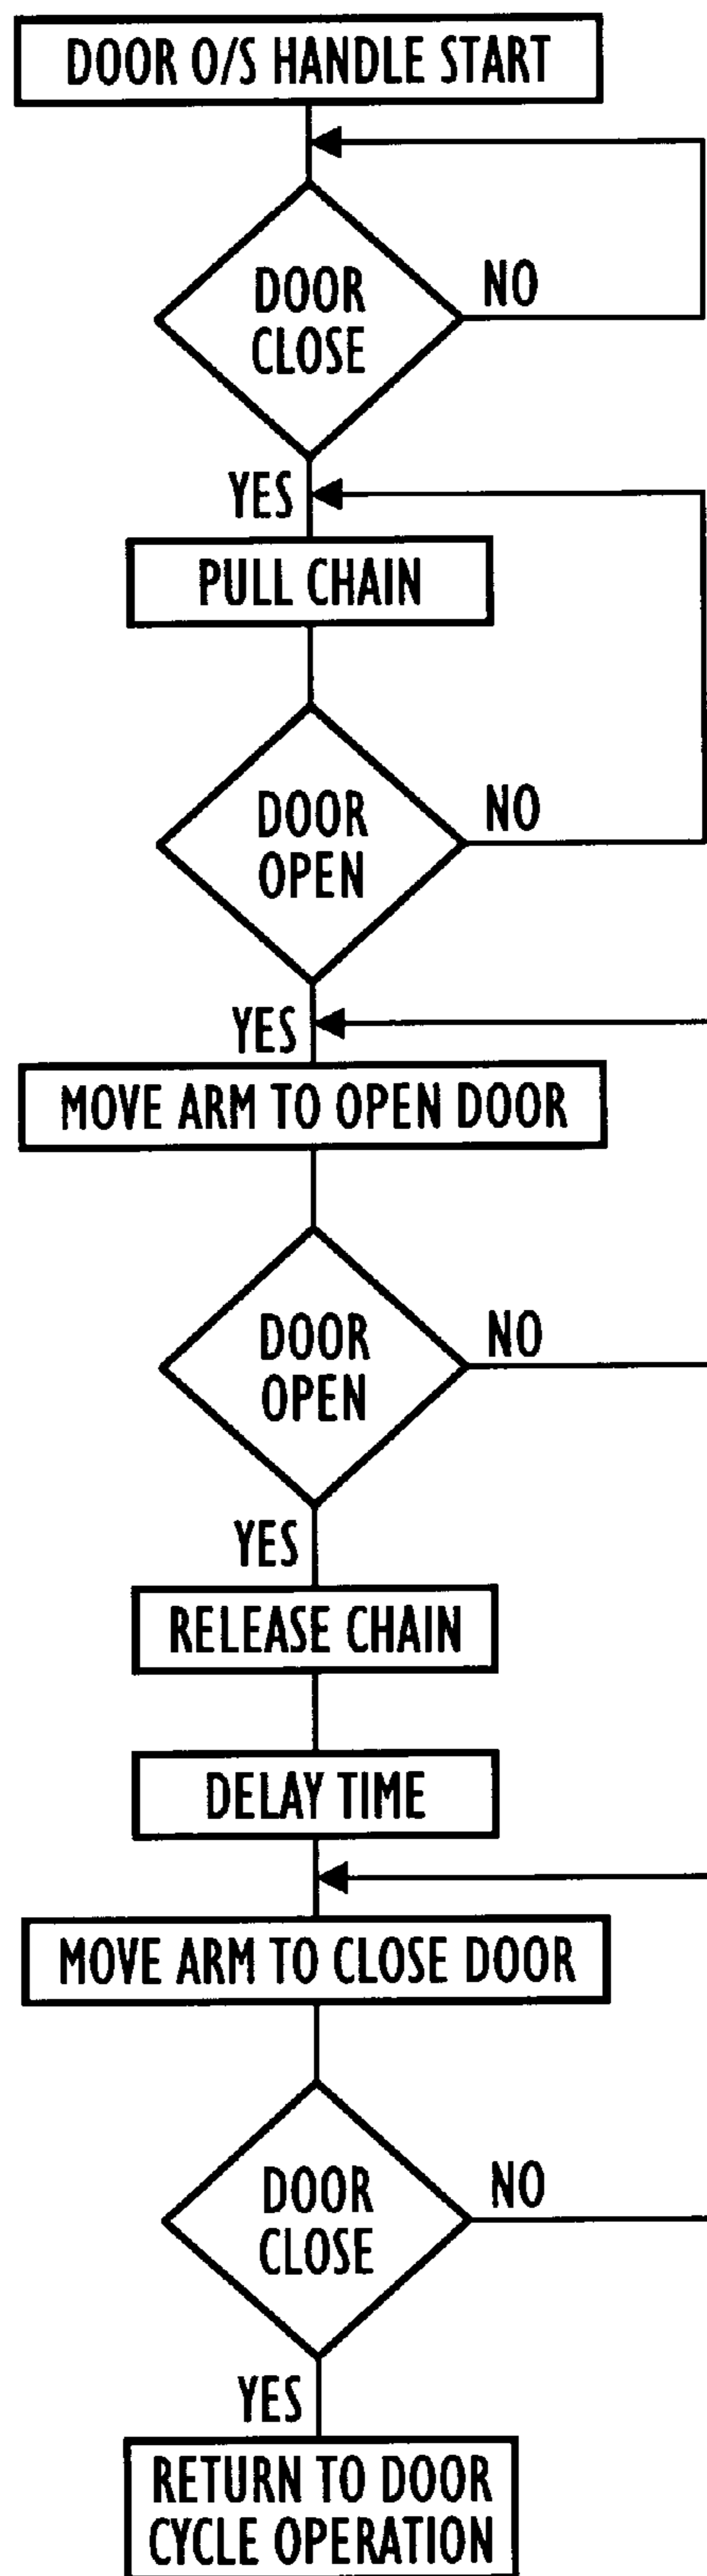 DOOR O/S HANDLE START
DOOR
CLOSE
NO
YES
PULL CHAIN
DOOR
OPEN
NO
YES
MOVE ARM TO OPEN DOOR
DOOR
OPEN
NO
YES
RELEASE CHAIN
DELAY TIME
MOVE ARM TO CLOSE DOOR
DOOR
CLOSE
NO
YES
RETURN TO DOOR
CYCLE OPERATION